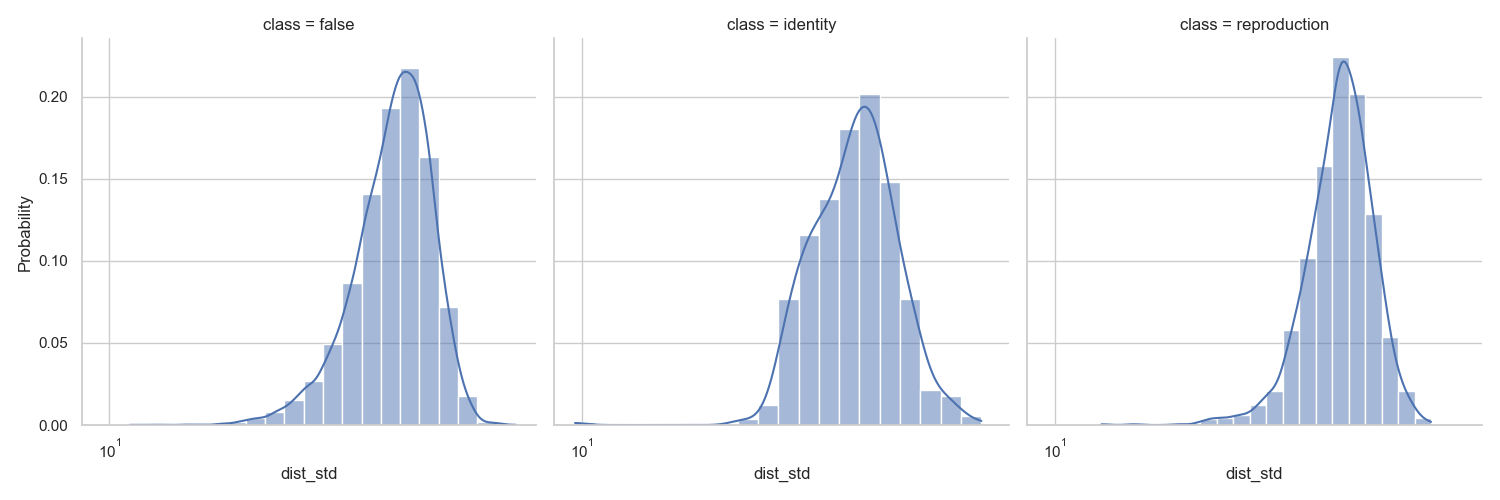 class = false
class = identity
class = reproduction
Probability
0.20
0.15
0.10
0.05
0.00
10¹
10¹
10¹
dist_std
dist_std
dist_std